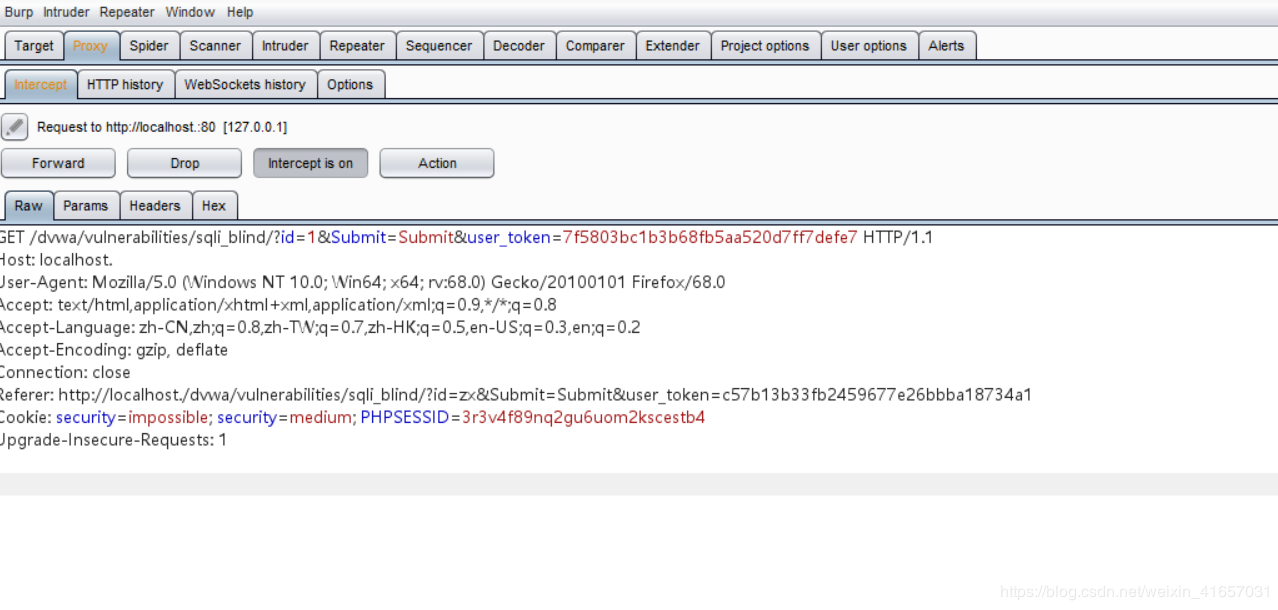 Burp Intruder Repeater Window Help
Target Proxy Spider Scanner Intruder Repeater Sequencer Decoder Comparer Extender Project options User options Alerts
Intercept HTTP history WebSockets history Options
Request to http://localhost.:80 [127.0.0.1]
Forward Drop Intercept is on Action
Raw Params Headers Hex
GET /dvwa/vulnerabilities/sqli_blind/?id=1&Submit=Submit&user_token=7f5803bc1b3b68fb5aa520d7ff7defe7 HTTP/1.1
Host: localhost.
User-Agent: Mozilla/5.0 (Windows NT 10.0; Win64; x64; rv:68.0) Gecko/20100101 Firefox/68.0
Accept: text/html,application/xhtml+xml,application/xml;q=0.9,*/*;q=0.8
Accept-Language: zh-CN,zh;q=0.8,zh-TW;q=0.7,zh-HK;q=0.5,en-US;q=0.3,en;q=0.2
Accept-Encoding: gzip, deflate
Connection: close
Referer: http://localhost./dvwa/vulnerabilities/sqli_blind/?id=zx&Submit=Submit&user_token=c57b13b33fb2459677e26bbba18734a1
Cookie: security=impossible; security=medium; PHPSESSID=3r3v4f89nq2gu6uom2kscestb4
Upgrade-Insecure-Requests: 1
https://blog.csdn.net/weixin_41657031